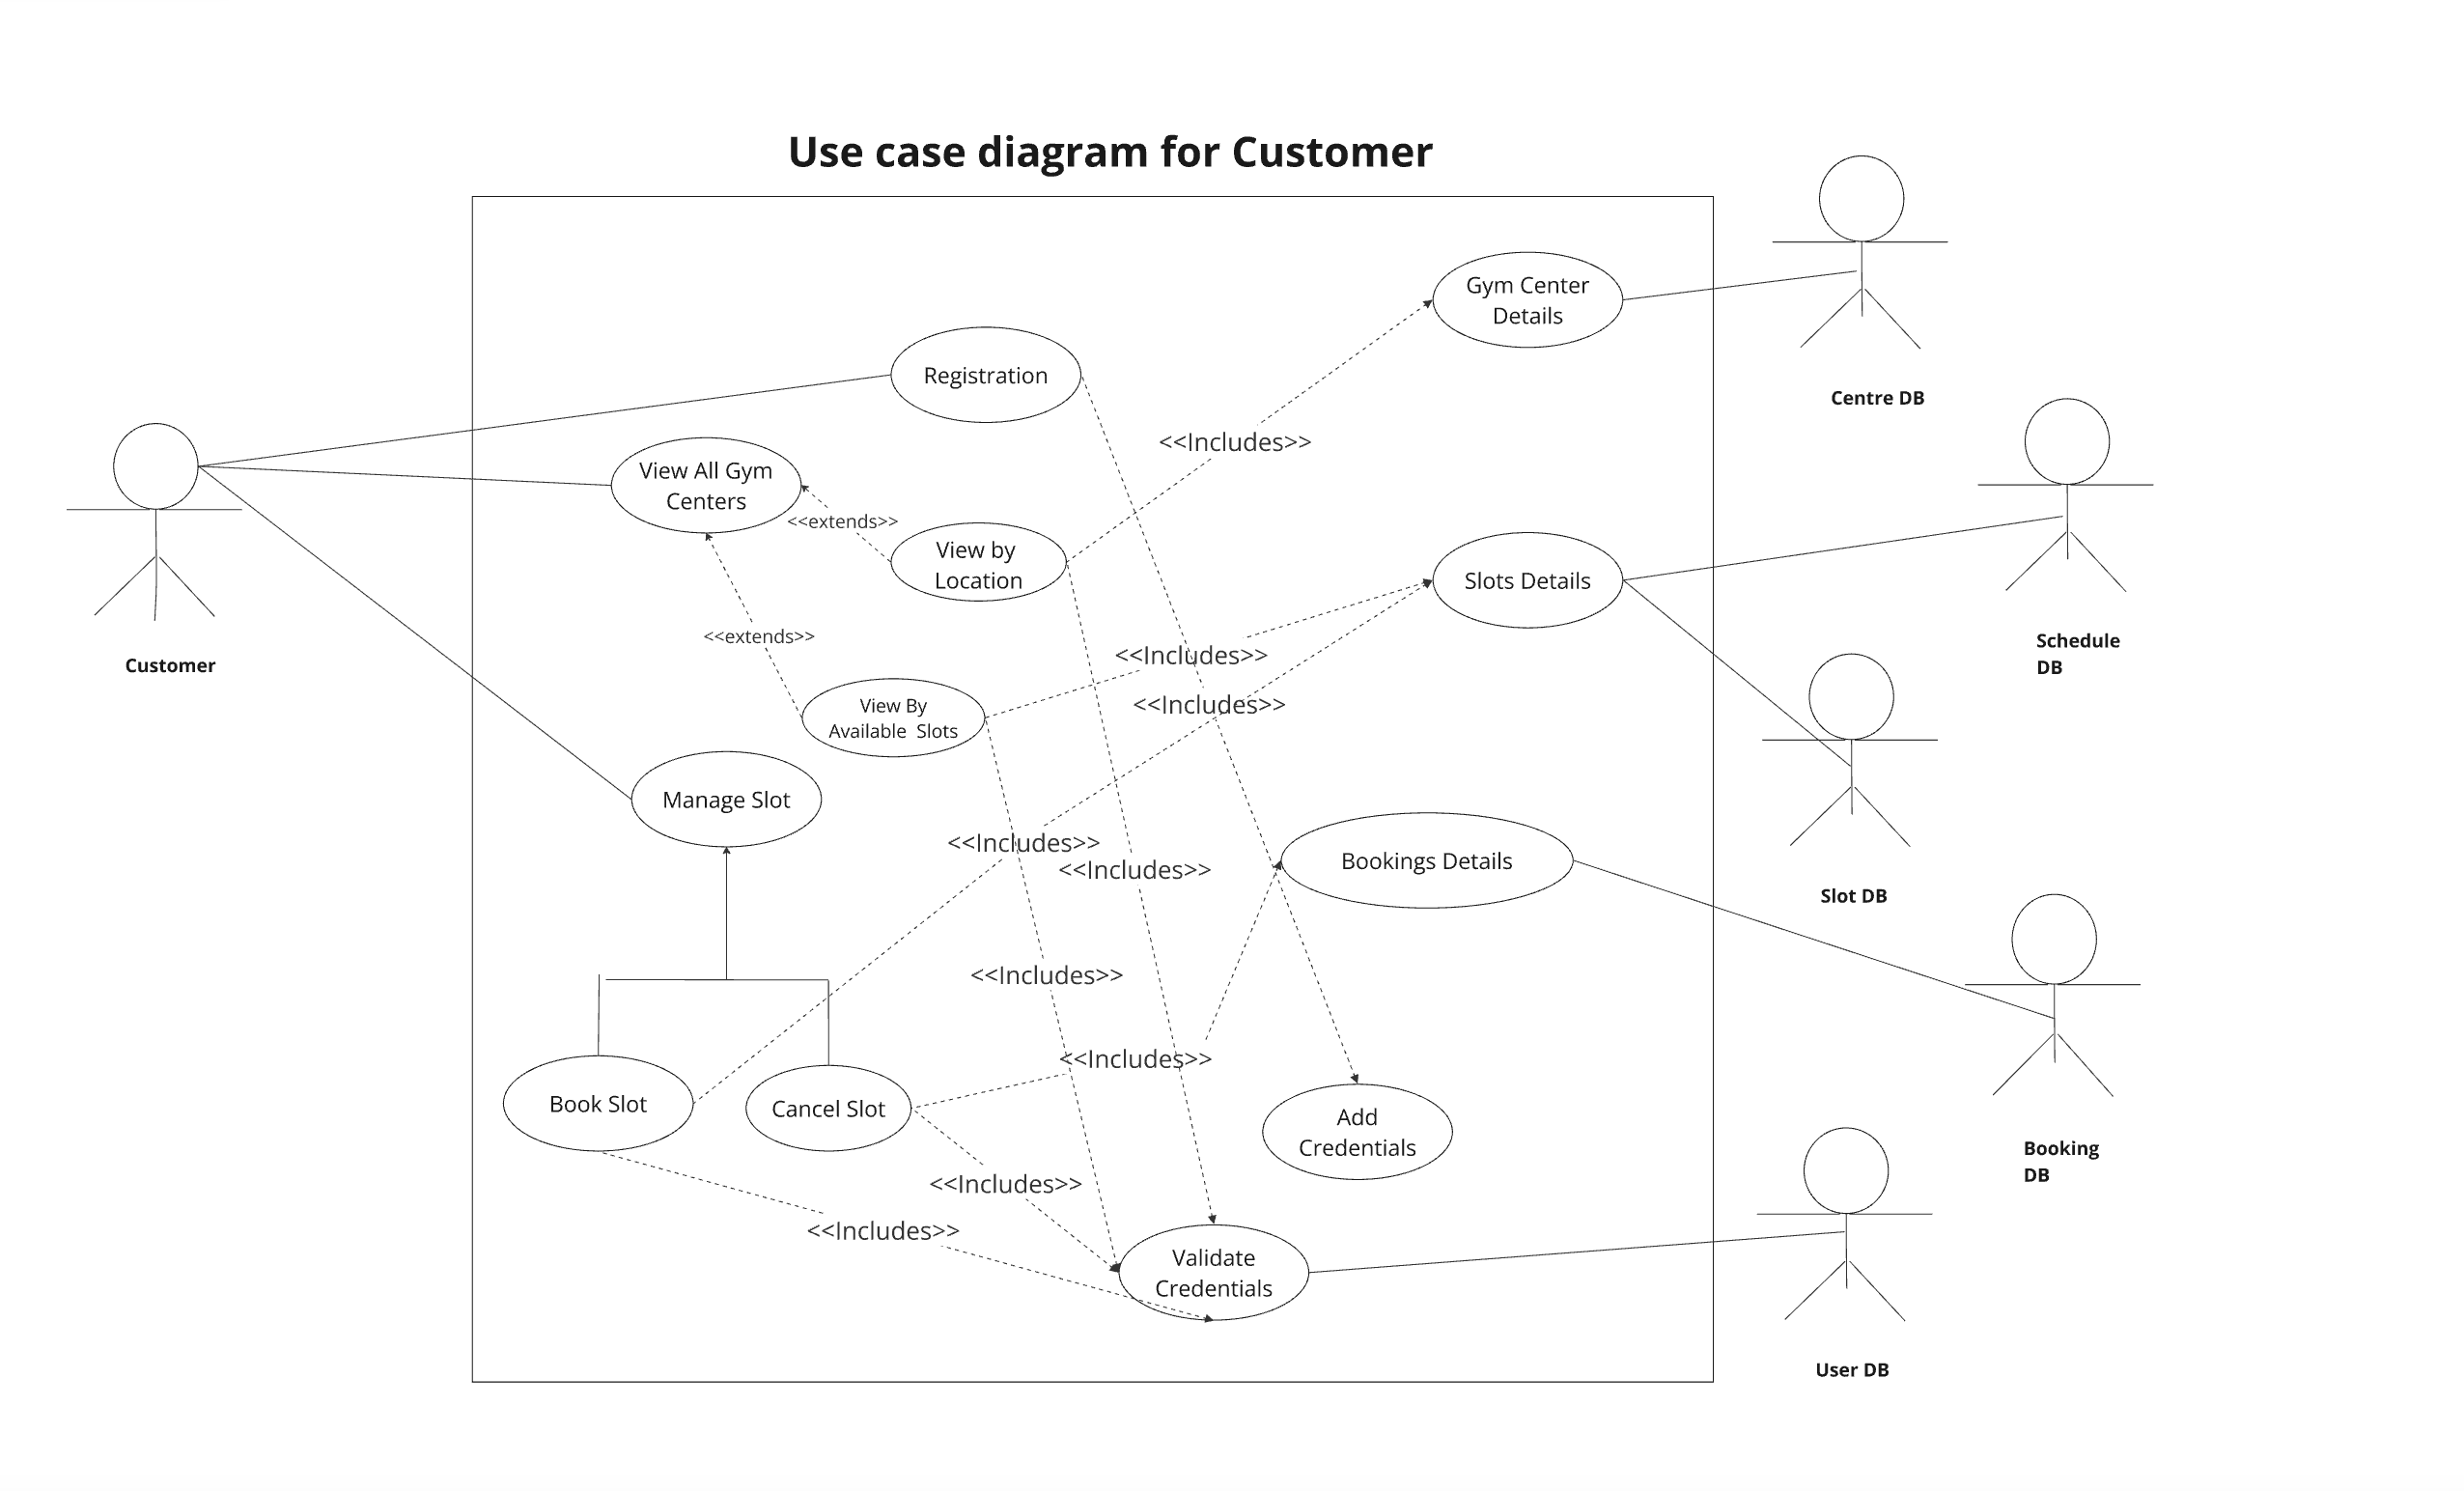 Use case diagram for Customer
Gym Center
Details
Registration
Centre DB
<<Includes>>
View All Gym
Centers
<<extends>>
View by
Location
Slots Details
Customer
<<extends>>
<<Includes>>
Schedule
DB
<<Includes>>
View By
Available  Slots
Manage Slot
<<Includes>>
<<Includes>>
Bookings Details
Slot DB
<<Includes>>
<<Includes>>
Book Slot
Cancel Slot
Add
Credentials
Booking
DB
<<Includes>>
<<Includes>>
Validate
Credentials
User DB